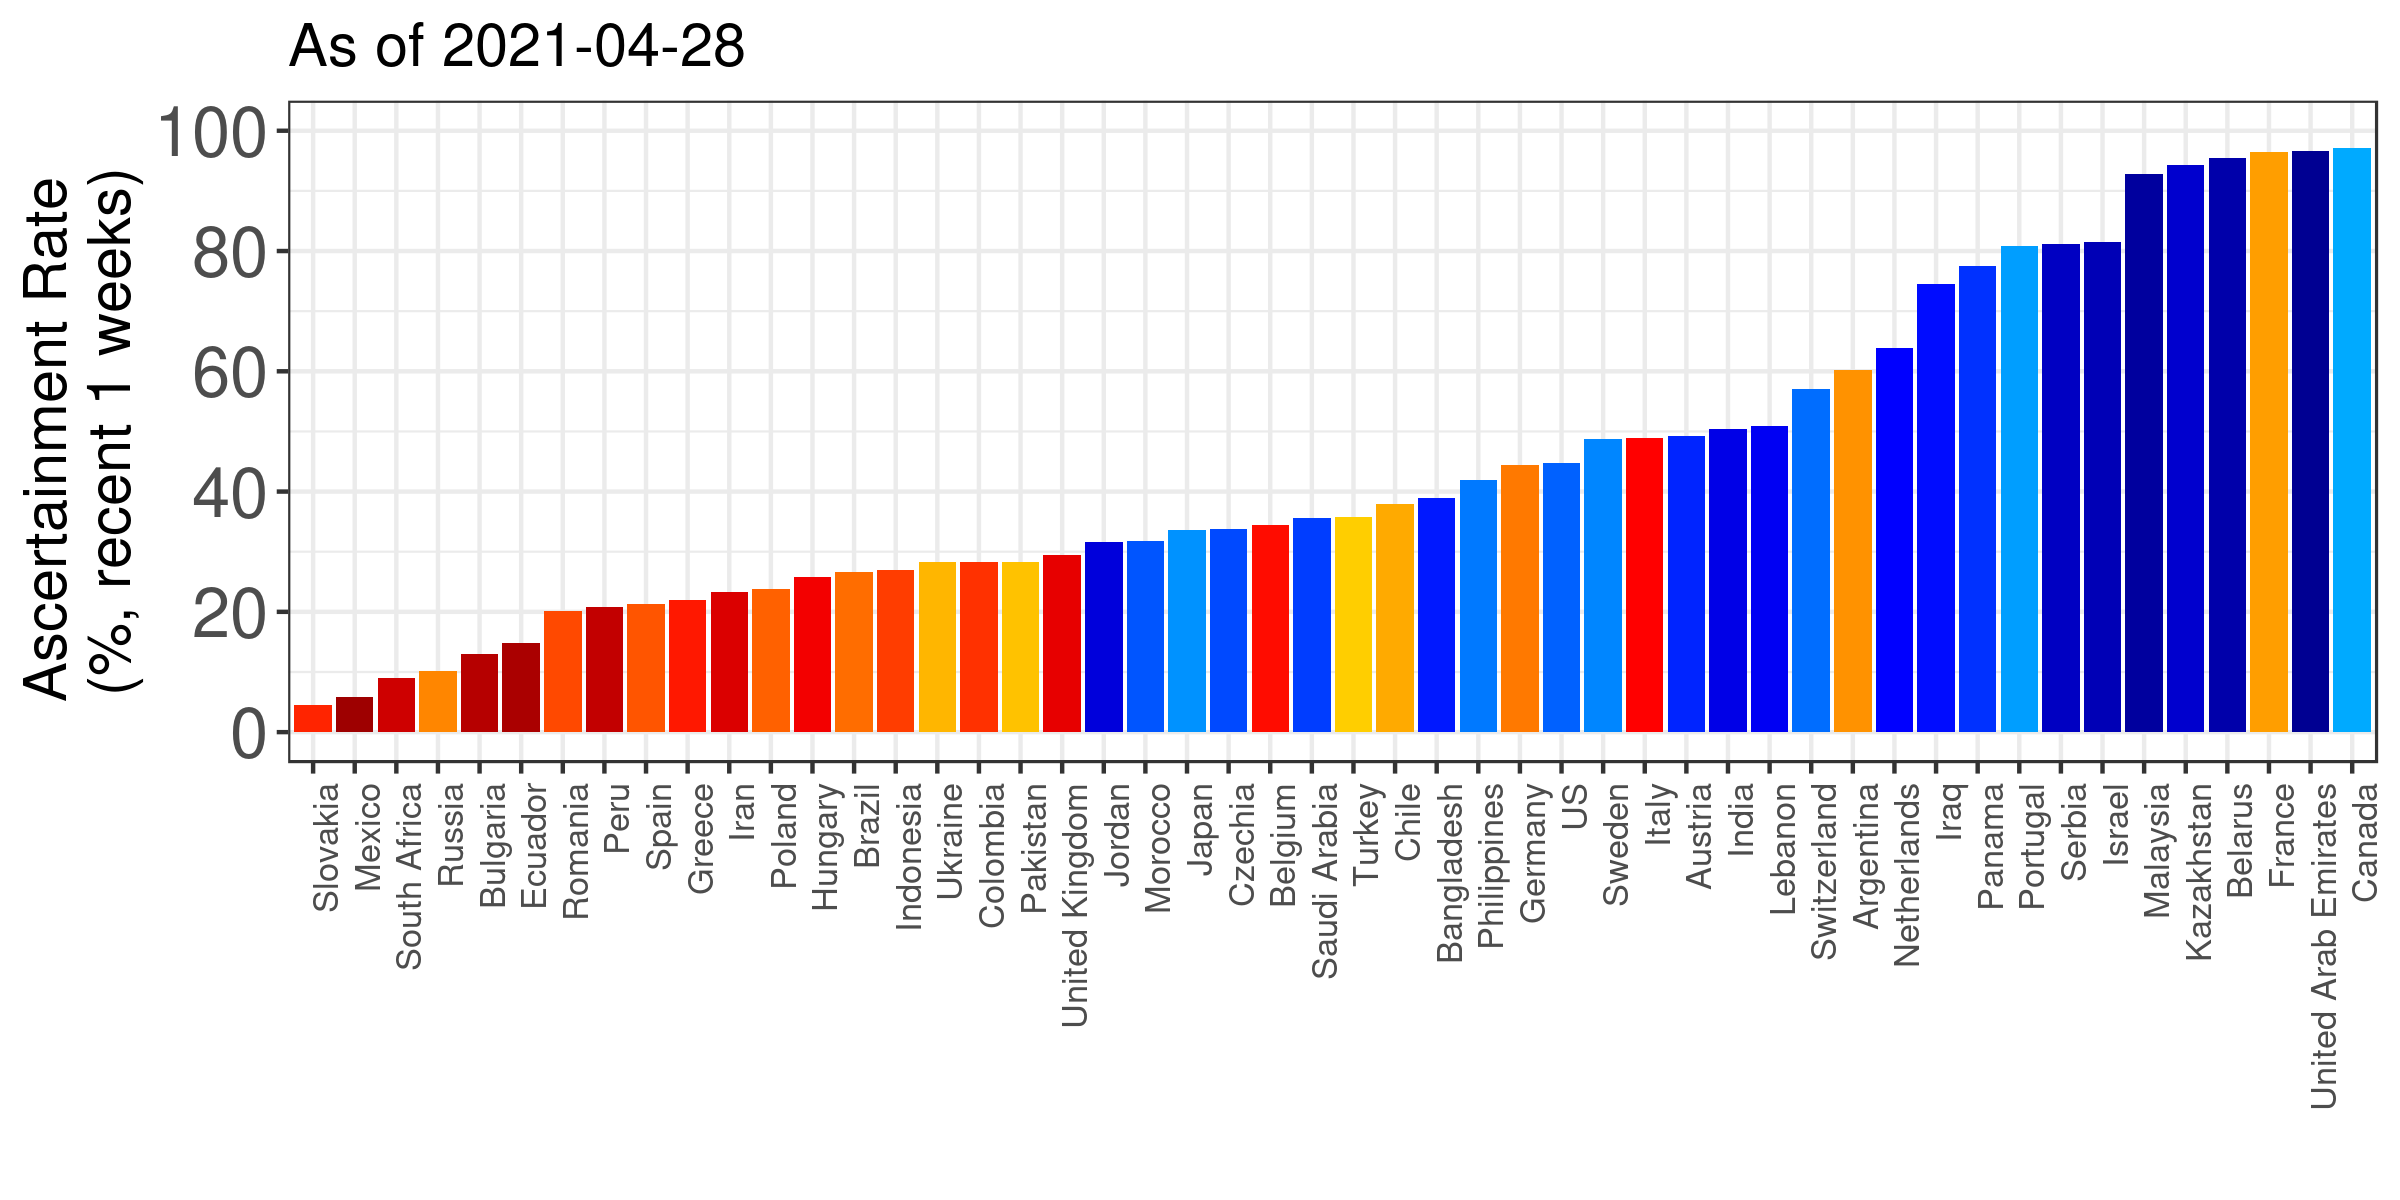 As of 2021-04-28
Ascertainment Rate
(%, recent 1 weeks)
100
80
60
40
20
0
Slovakia
Mexico
South Africa
Russia
Bulgaria
Ecuador
Romania
Peru
Spain
Greece
Iran
Poland
Hungary
Brazil
Indonesia
Ukraine
Colombia
Pakistan
United Kingdom
Jordan
Morocco
Japan
Czechia
Belgium
Saudi Arabia
Turkey
Chile
Bangladesh
Philippines
Germany
US
Sweden
Italy
Austria
India
Lebanon
Switzerland
Argentina
Netherlands
Iraq
Panama
Portugal
Serbia
Israel
Malaysia
Kazakhstan
Belarus
France
United Arab Emirates
Canada